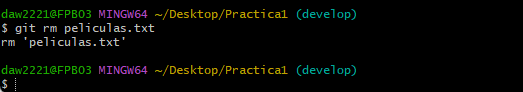 daw2221@FPB03 MINGW64 ~/Desktop/Practica1 (develop)
$ git rm peliculas.txt
rm 'peliculas.txt'
daw2221@FPB03 MINGW64 ~/Desktop/Practica1 (develop)
$